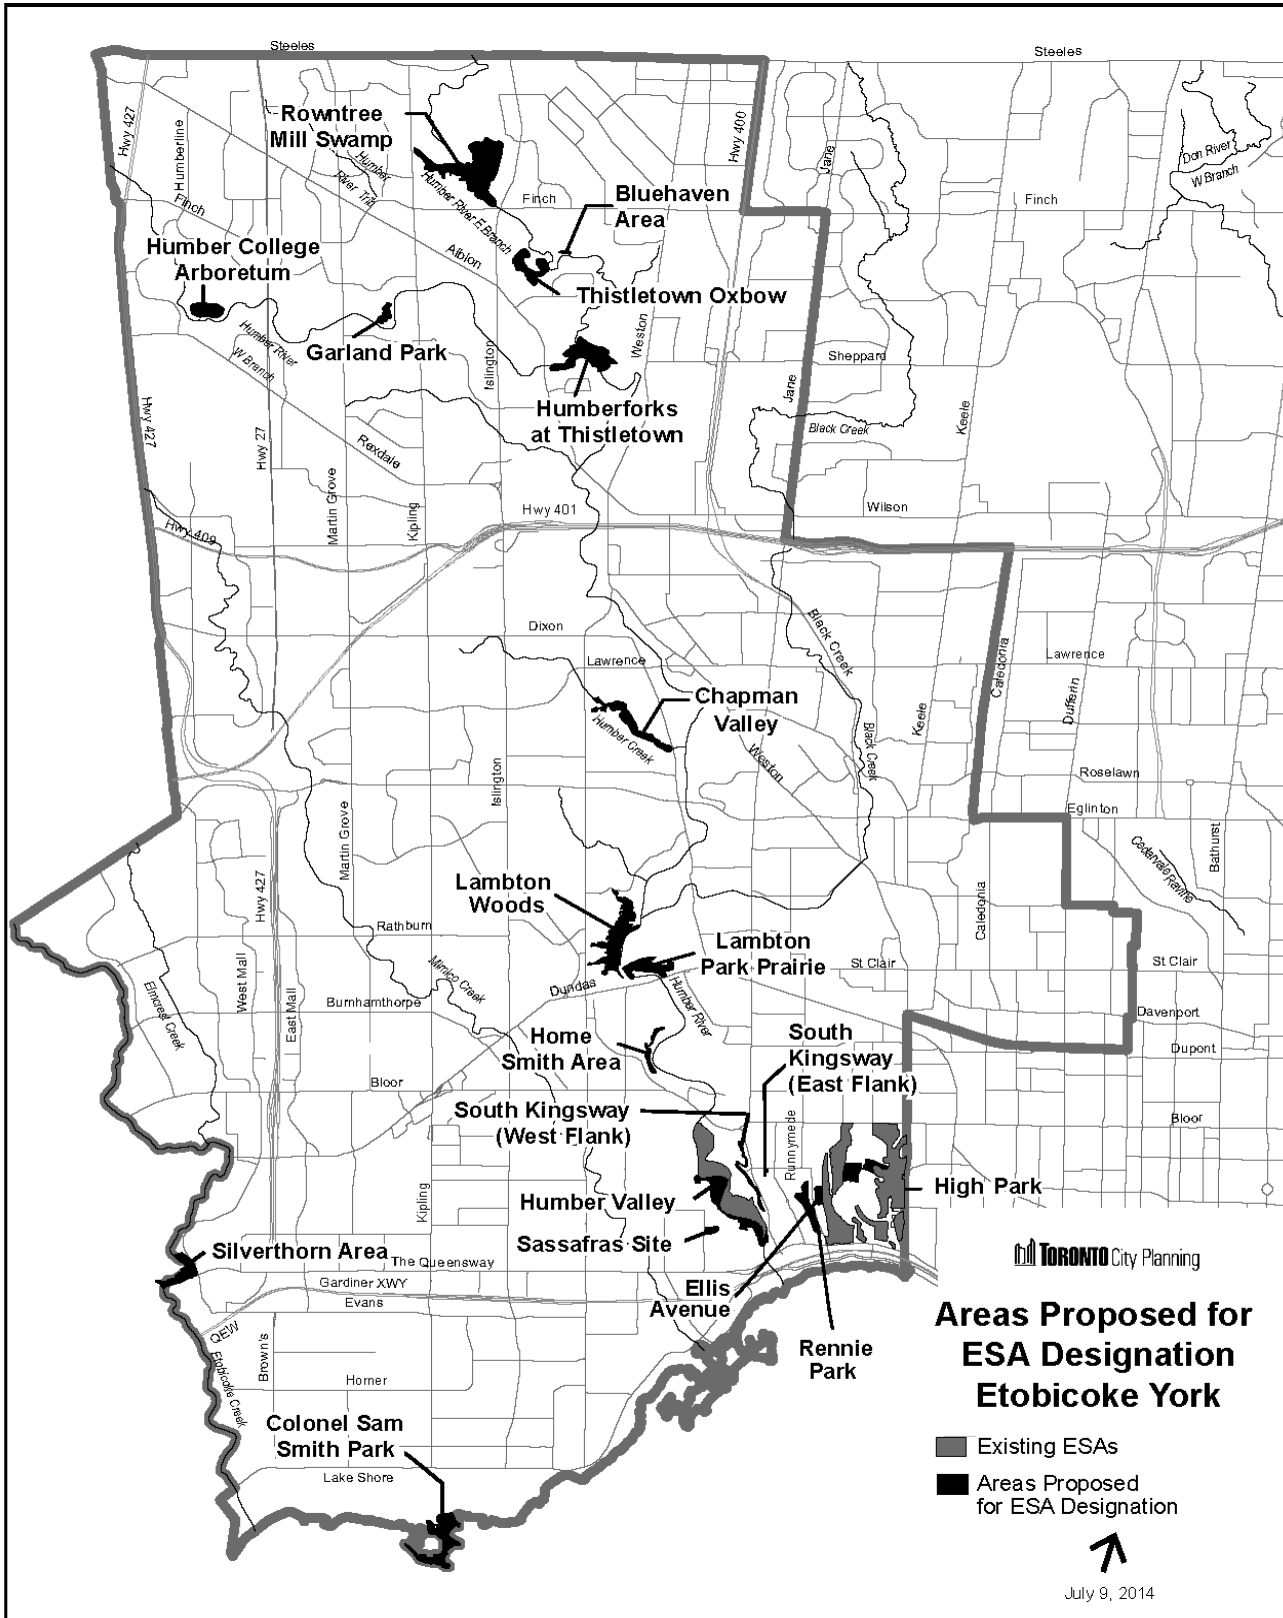 Steeles
Steeles
Hwy 427
Humberline
Finch
Rowntree
Mill Swamp
Humber
River Trib
Humber River E Branch
Finch
Hwy 400
Jane
Don River
W Branch
Finch
Bluehaven
Area
Albion
Humber College
Arboretum
Thistletown Oxbow
Humber River
W Branch
Garland Park
Islington
Weston
Sheppard
Jane
Hwy 427
Hwy 27
Humberforks
at Thistletown
Black Creek
Keele
Rexdale
Martin Grove
Kipling
Hwy 401
Wilson
Hwy 409
Dixon
Lawrence
Black Creek
Caledonia
Lawrence
Dufferin
Chapman
Valley
Humber Creek
Weston
Black Creek
Keele
Islington
Roselawn
Eglinton
Martin Grove
Bathurst
Cedarvale Ravine
Hwy 427
Lambton
Woods
Caledonia
Rathburn
Lambton
Park Prairie
St Clair
St Clair
West Mall
East Mall
Elmcrest Creek
Mimico Creek
Burnhamthorpe
Dundas
Humber River
Davenport
Dupont
Home
Smith Area
South
Kingsway
(East Flank)
Bloor
Bloor
South Kingsway
(West Flank)
Runnymede
Kipling
Humber Valley
High Park
Sassafras Site
Silverthorn Area
The Queensway
Gardiner XWY
Evans
Ellis
Avenue
QEW
Etobicoke Creek
Brown's
Rennie
Park
Horner
Colonel Sam
Smith Park
Lake Shore
TORONTO City Planning
Areas Proposed for
ESA Designation
Etobicoke York
Existing ESAs
Areas Proposed
for ESA Designation
July 9, 2014